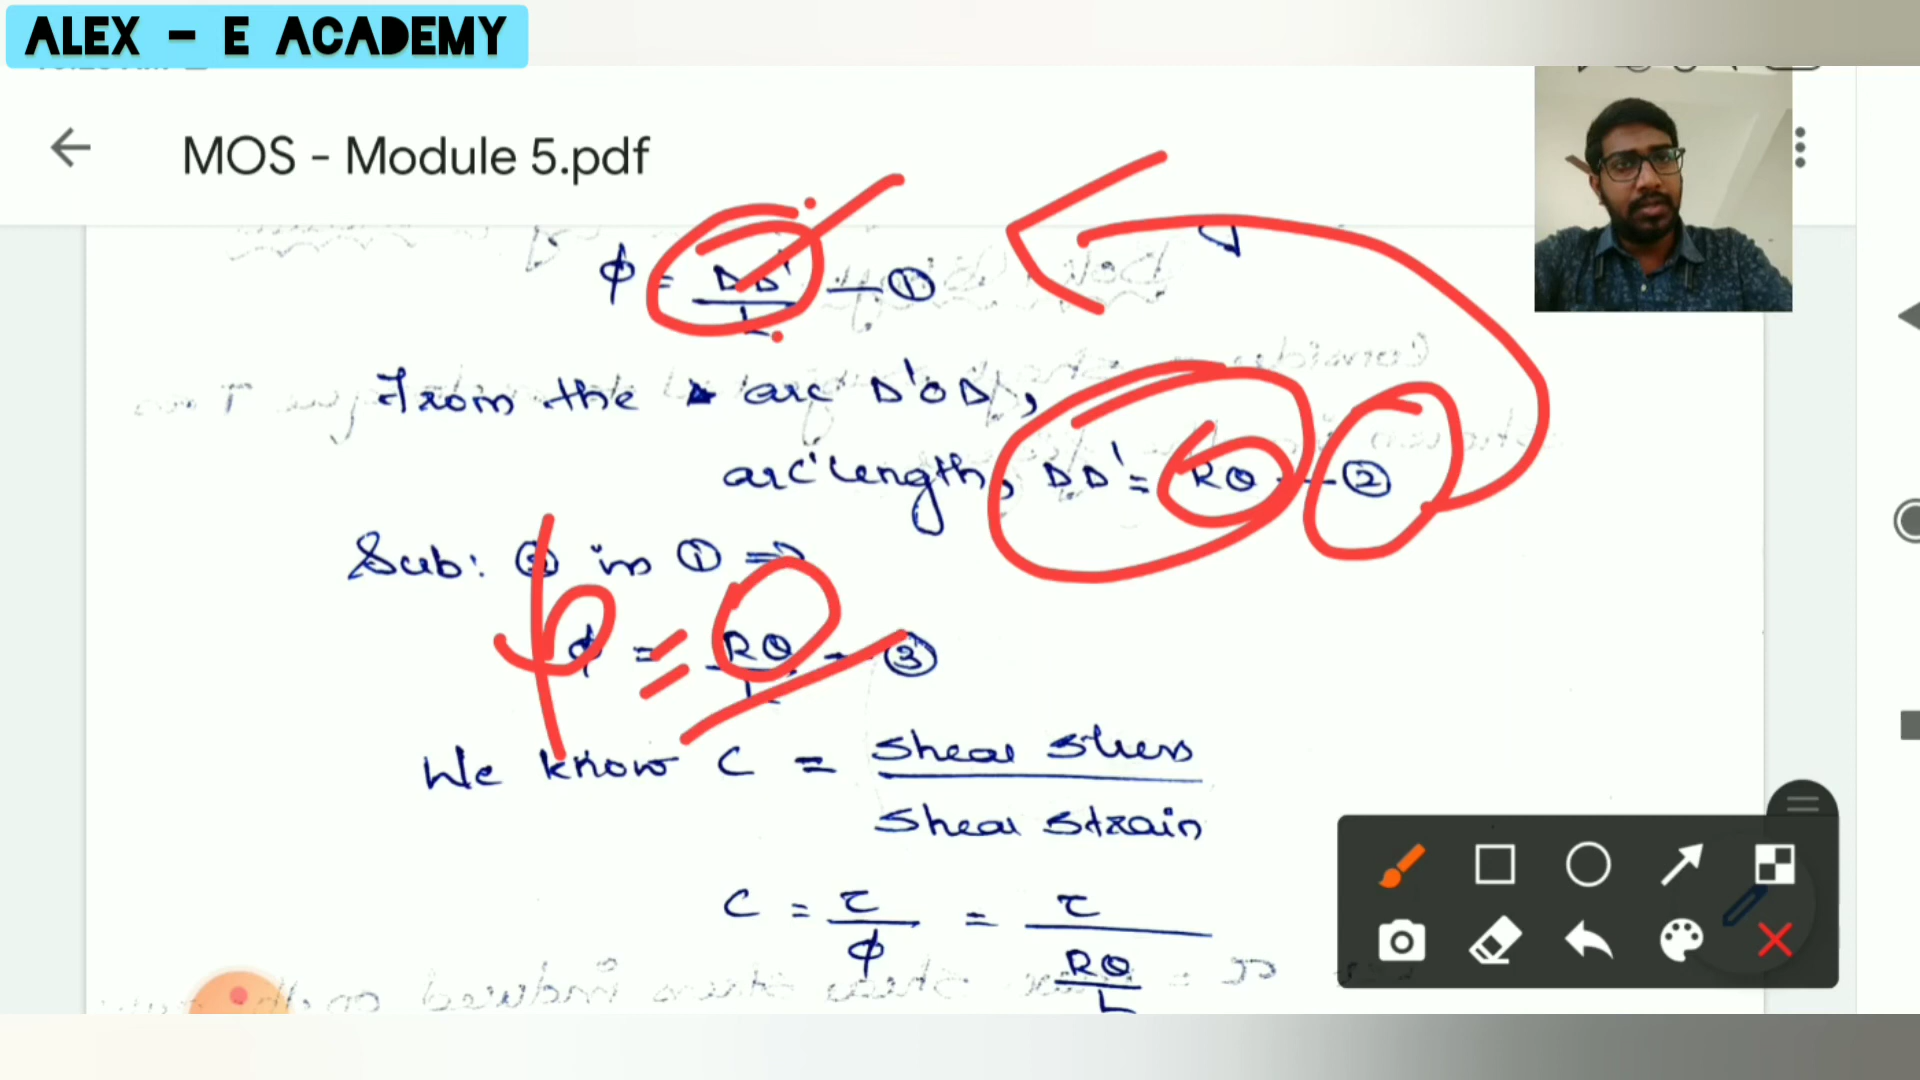 ALEX - E ACADEMY
MOS - Module 5.pdf
ϕ = DD' / L — ①
From the arc D'OD,
arc length, DD' = Rθ — ②
Sub: ② in ① ⇒
ϕ = Rθ / L — ③
ϕ =
We know C = Shear Stress / Shear Strain
C = τ / ϕ = τ / Rθ / L